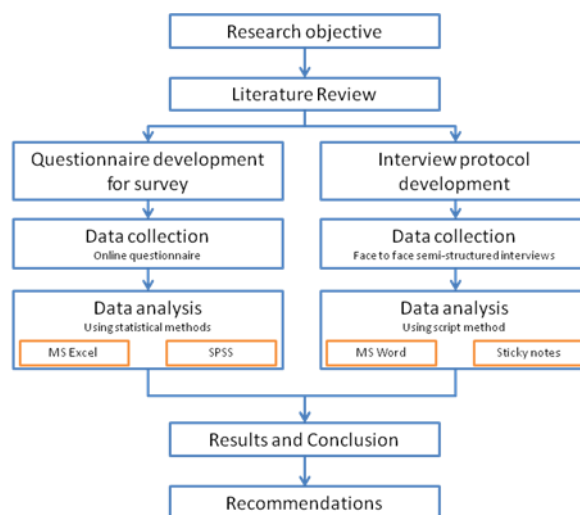 Research objective
Literature Review
Questionnaire development
for survey
Interview protocol
development
Data collection
Online questionnaire
Data collection
Face to face semi-structured interviews
Data analysis
Using statistical methods
MS Excel
SPSS
Data analysis
Using script method
MS Word
Sticky notes
Results and Conclusion
Recommendations